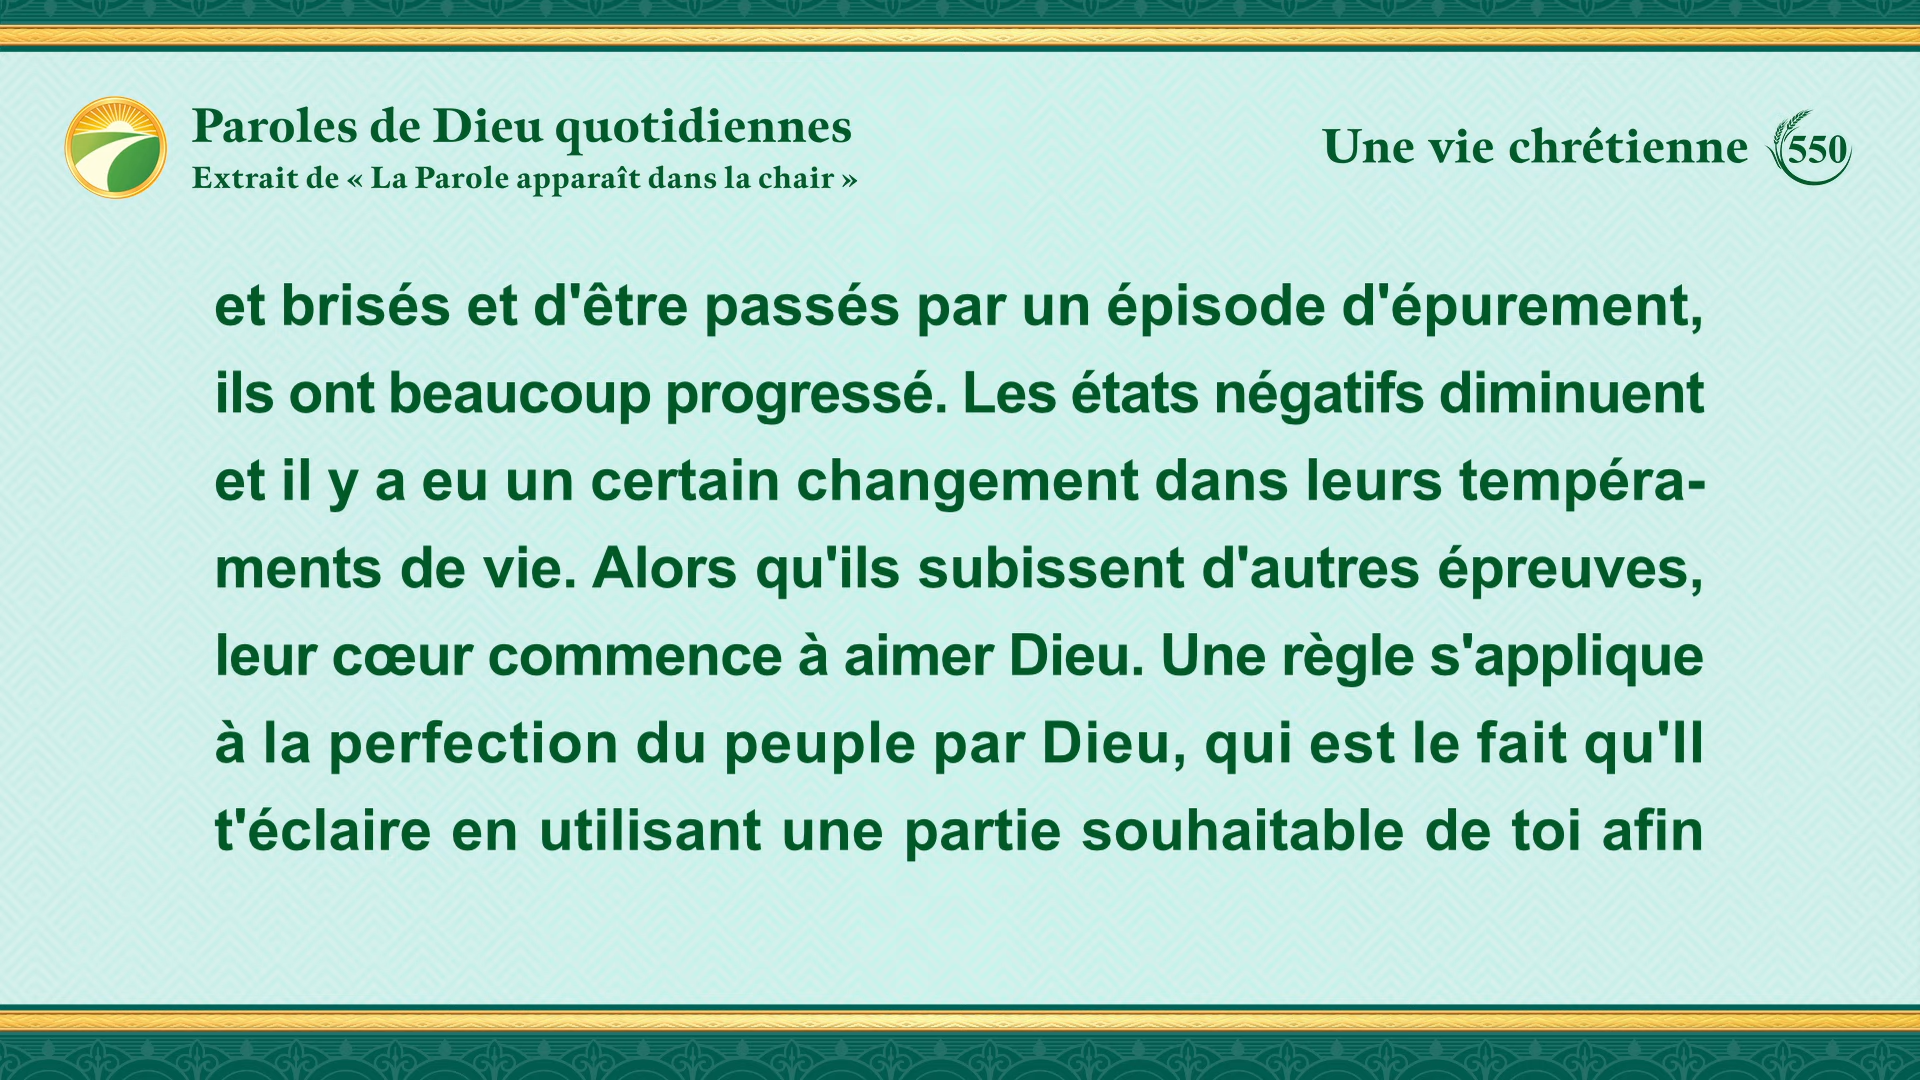 Paroles de Dieu quotidiennes
Extrait de « La Parole apparaît dans la chair »
Une vie chrétienne 550
et brisés et d'être passés par un épisode d'épurement,
ils ont beaucoup progressé. Les états négatifs diminuent
et il y a eu un certain changement dans leurs tempéra-
ments de vie. Alors qu'ils subissent d'autres épreuves,
leur cœur commence à aimer Dieu. Une règle s'applique
à la perfection du peuple par Dieu, qui est le fait qu'Il
t'éclaire en utilisant une partie souhaitable de toi afin